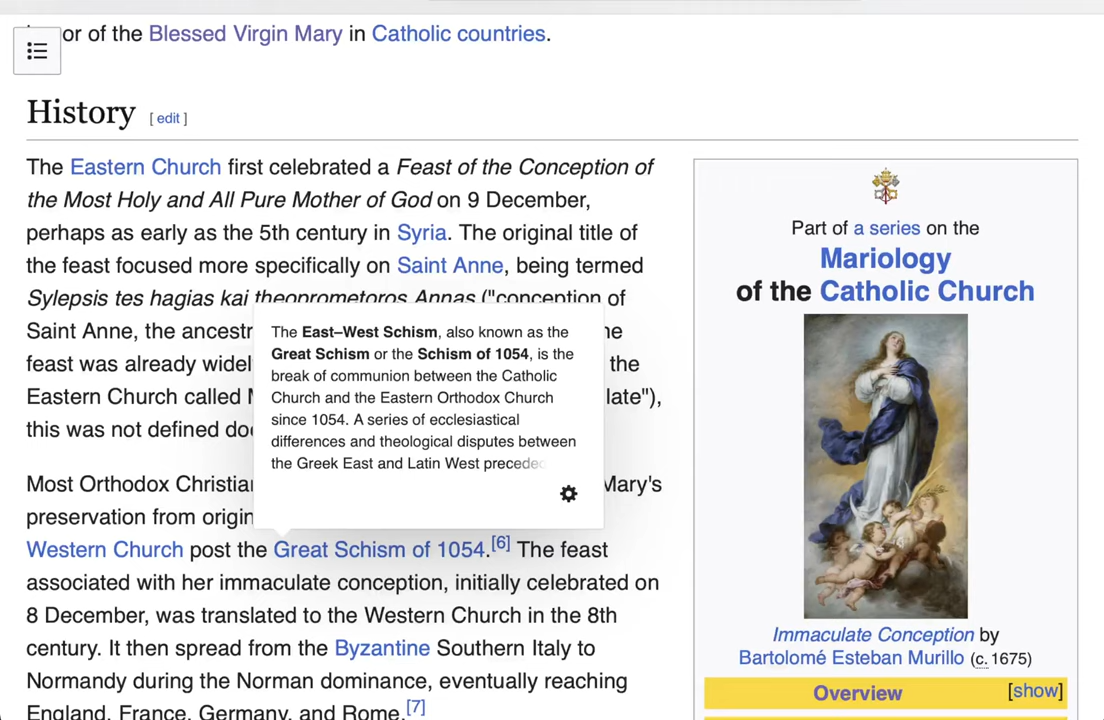 or of the Blessed Virgin Mary in Catholic countries.
History [ edit ]
The Eastern Church first celebrated a Feast of the Conception of
the Most Holy and All Pure Mother of God on 9 December,
perhaps as early as the 5th century in Syria. The original title of
the feast focused more specifically on Saint Anne, being termed
Sylepsis tes hagias kai theoprometoros Annas ("conception of
Saint Anne, the ancest
feast was already widel the
Eastern Church called late"),
this was not defined do
The East–West Schism, also known as the
Great Schism or the Schism of 1054, is the
break of communion between the Catholic
Church and the Eastern Orthodox Church
since 1054. A series of ecclesiastical
differences and theological disputes between
the Greek East and Latin West preceded
Most Orthodox Christia Mary's
preservation from origin
Western Church post the Great Schism of 1054.[6] The feast
associated with her immaculate conception, initially celebrated on
8 December, was translated to the Western Church in the 8th
century. It then spread from the Byzantine Southern Italy to
Normandy during the Norman dominance, eventually reaching
England, France, Germany, and Rome.[7]
Part of a series on the
Mariology
of the Catholic Church
Immaculate Conception by
Bartolomé Esteban Murillo (c. 1675)
Overview [show]